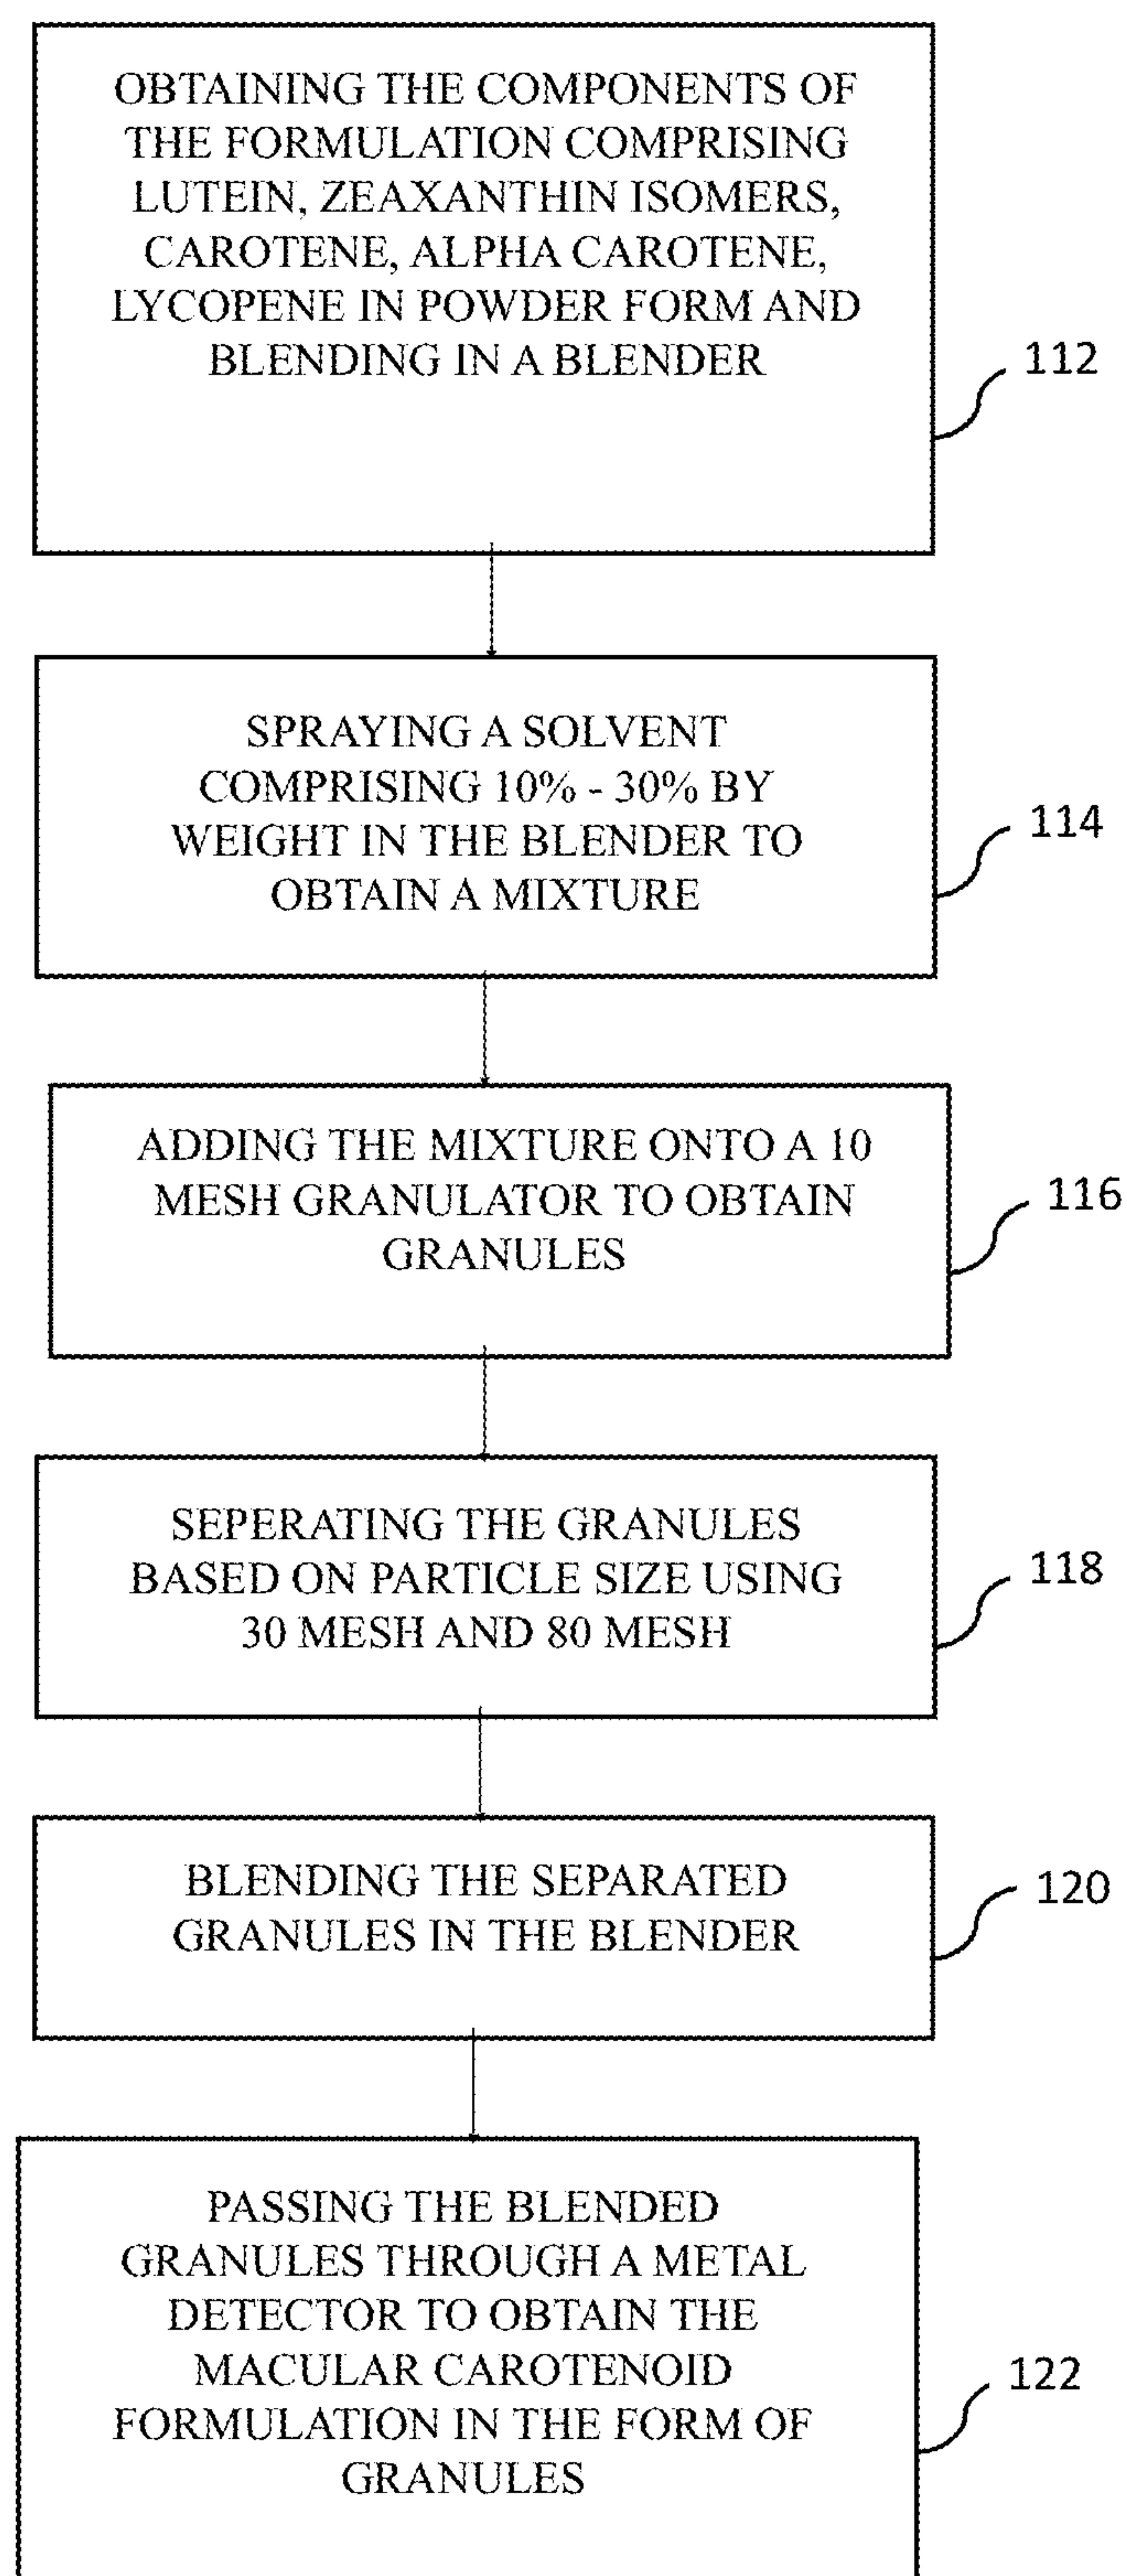 OBTAINING THE COMPONENTS OF
THE FORMULATION COMPRISING
LUTEIN, ZEAXANTHIN ISOMERS,
CAROTENE, ALPHA CAROTENE,
LYCOPENE IN POWDER FORM AND
BLENDING IN A BLENDER
112
SPRAYING A SOLVENT
COMPRISING 10% - 30% BY
WEIGHT IN THE BLENDER TO
OBTAIN A MIXTURE
114
ADDING THE MIXTURE ONTO A 10
MESH GRANULATOR TO OBTAIN
GRANULES
116
SEPERATING THE GRANULES
BASED ON PARTICLE SIZE USING
30 MESH AND 80 MESH
118
BLENDING THE SEPARATED
GRANULES IN THE BLENDER
120
PASSING THE BLENDED
GRANULES THROUGH A METAL
DETECTOR TO OBTAIN THE
MACULAR CAROTENOID
FORMULATION IN THE FORM OF
GRANULES
122